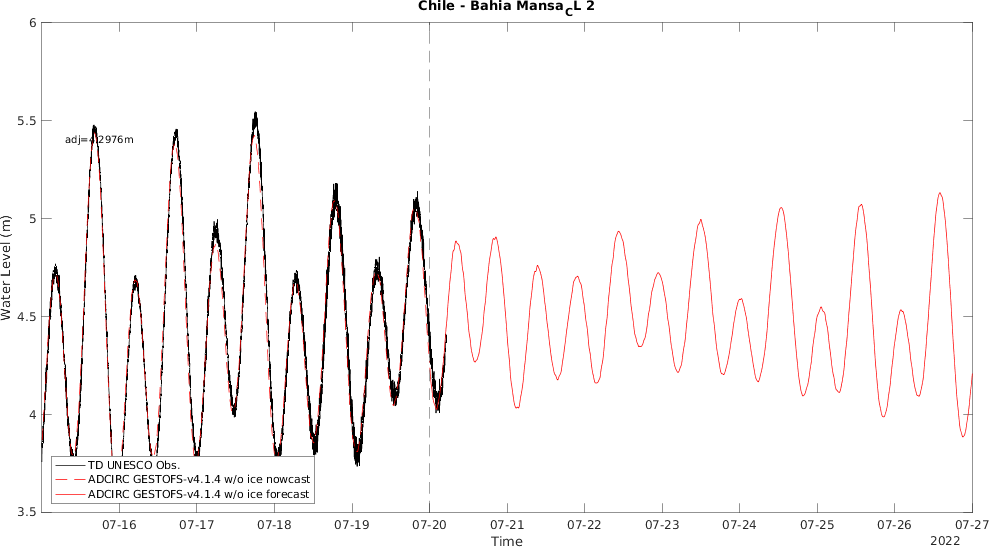 Chile - Bahia Mansa_CL 2
6
5.5
adj=4.2976m
5
Water Level (m)
4.5
4
TD UNESCO Obs.
ADCIRC GESTOFS-v4.1.4 w/o ice nowcast
ADCIRC GESTOFS-v4.1.4 w/o ice forecast
3.5
07-16 07-17 07-18 07-19 07-20 07-21 07-22 07-23 07-24 07-25 07-26 07-27
Time
2022